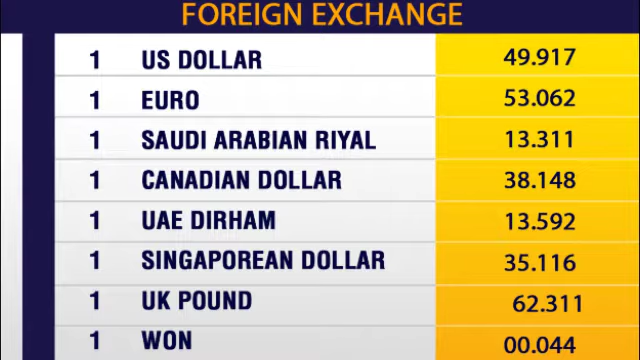 FOREIGN EXCHANGE
1 US DOLLAR 49.917
1 EURO 53.062
1 SAUDI ARABIAN RIYAL 13.311
1 CANADIAN DOLLAR 38.148
1 UAE DIRHAM 13.592
1 SINGAPOREAN DOLLAR 35.116
1 UK POUND 62.311
1 WON 00.044